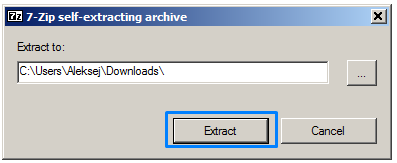 7-Zip self-extracting archive
Extract to:
C:\Users\Aleksej\Downloads\
...
Extract Cancel